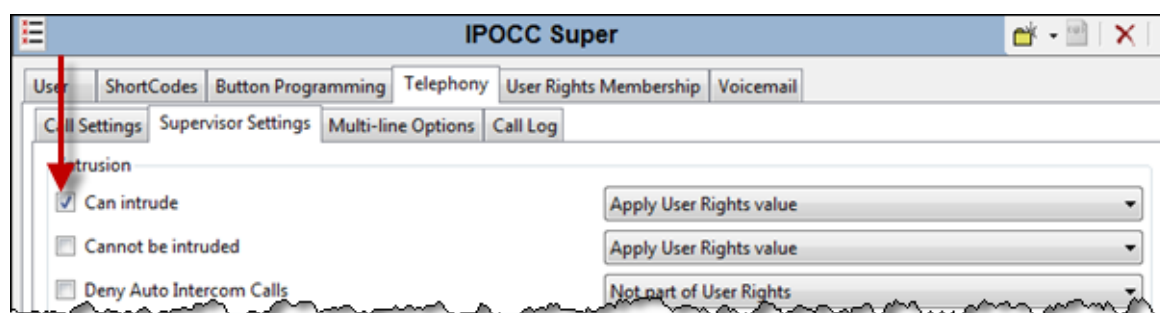 IPOCC Super
User ShortCodes Button Programming Telephony User Rights Membership Voicemail
Call Settings Supervisor Settings Multi-line Options Call Log
Intrusion
Can intrude Apply User Rights value
Cannot be intruded Apply User Rights value
Deny Auto Intercom Calls Not part of User Rights